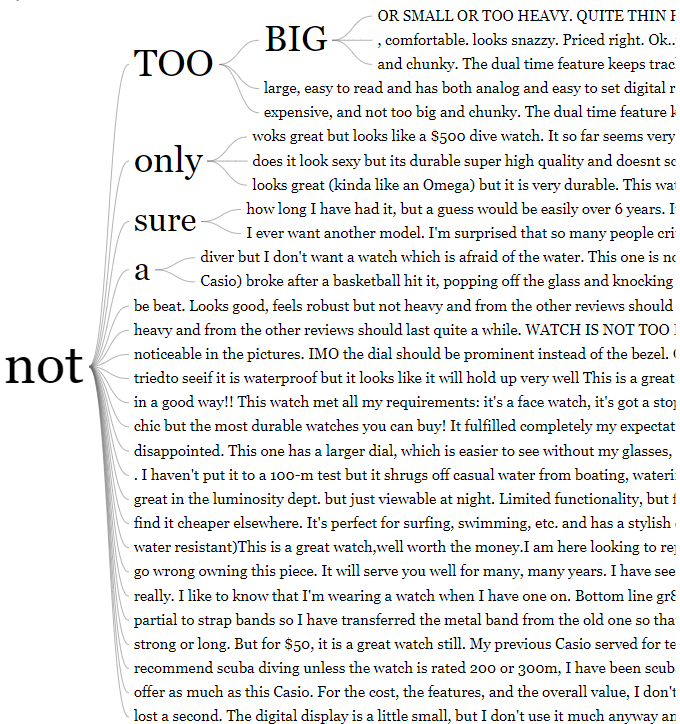 not
TOO
BIG
OR SMALL OR TOO HEAVY. QUITE THIN
, comfortable. looks snazzy. Priced right. Ok..
and chunky. The dual time feature keeps
large, easy to read and has both analog and easy to set digital
expensive, and not too big and chunky. The dual time feature
only
woks great but looks like a $500 dive watch. It so far seems very
does it look sexy but its durable super high quality and doesnt
looks great (kinda like an Omega) but it is very durable. This
sure
how long I have had it, but a guess would be easily over 6 years.
I ever want another model. I'm surprised that so many people
a
diver but I don't want a watch which is afraid of the water. This one is
Casio) broke after a basketball hit it, popping off the glass and knocking
be beat. Looks good, feels robust but not heavy and from the other reviews should
heavy and from the other reviews should last quite a while. WATCH IS NOT TOO
noticeable in the pictures. IMO the dial should be prominent instead of the bezel.
triedto seeif it is waterproof but it looks like it will hold up very well This is a great
in a good way!! This watch met all my requirements: it's a face watch, it's got a
chic but the most durable watches you can buy! It fulfilled completely my
disappointed. This one has a larger dial, which is easier to see without my glasses,
. I haven't put it to a 100-m test but it shrugs off casual water from boating,
great in the luminosity dept. but just viewable at night. Limited functionality, but
find it cheaper elsewhere. It's perfect for surfing, swimming, etc. and has a stylish
water resistant)This is a great watch,well worth the money.I am here looking to
go wrong owning this piece. It will serve you well for many, many years. I have
really. I like to know that I'm wearing a watch when I have one on. Bottom line
partial to strap bands so I have transferred the metal band from the old one so
strong or long. But for $50, it is a great watch still. My previous Casio served for
recommend scuba diving unless the watch is rated 200 or 300m, I have been
offer as much as this Casio. For the cost, the features, and the overall value, I
lost a second. The digital display is a little small, but I don't use it much anyway